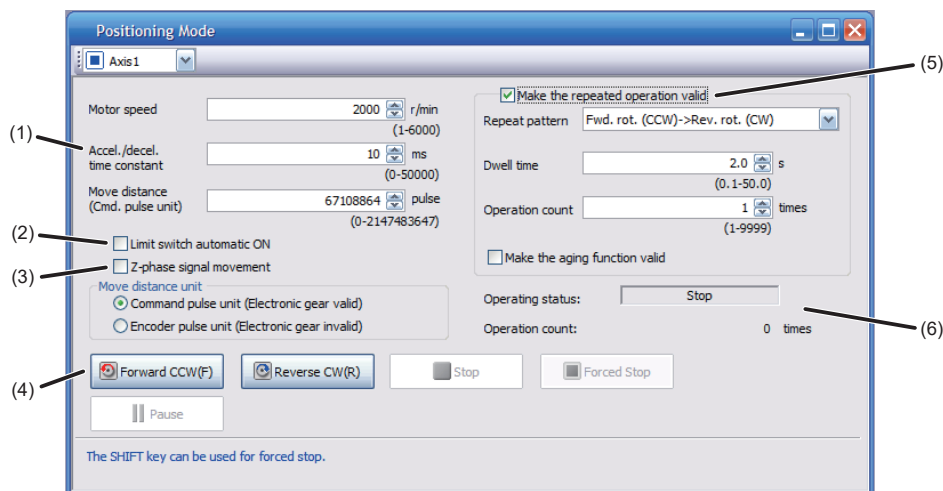 Positioning Mode
Axis1
(5)
Make the repeated operation valid
Motor speed 2000 r/min
(1-6000)
Repeat pattern Fwd. rot. (CCW)->Rev. rot. (CW)
(1)
Accel./decel.
time constant 10 ms
(0-50000)
Dwell time 2.0 s
(0.1-50.0)
Move distance
(Cmd. pulse unit) 67108864 pulse
(0-2147483647)
Operation count 1 times
(1-9999)
(2)
Limit switch automatic ON
(3)
Z-phase signal movement
Make the aging function valid
Move distance unit
Command pulse unit (Electronic gear valid)
Encoder pulse unit (Electronic gear invalid)
Operating status: Stop
Operation count: 0 times
(6)
(4)
Forward CCW(F)
Reverse CW(R)
Stop
Forced Stop
Pause
The SHIFT key can be used for forced stop.